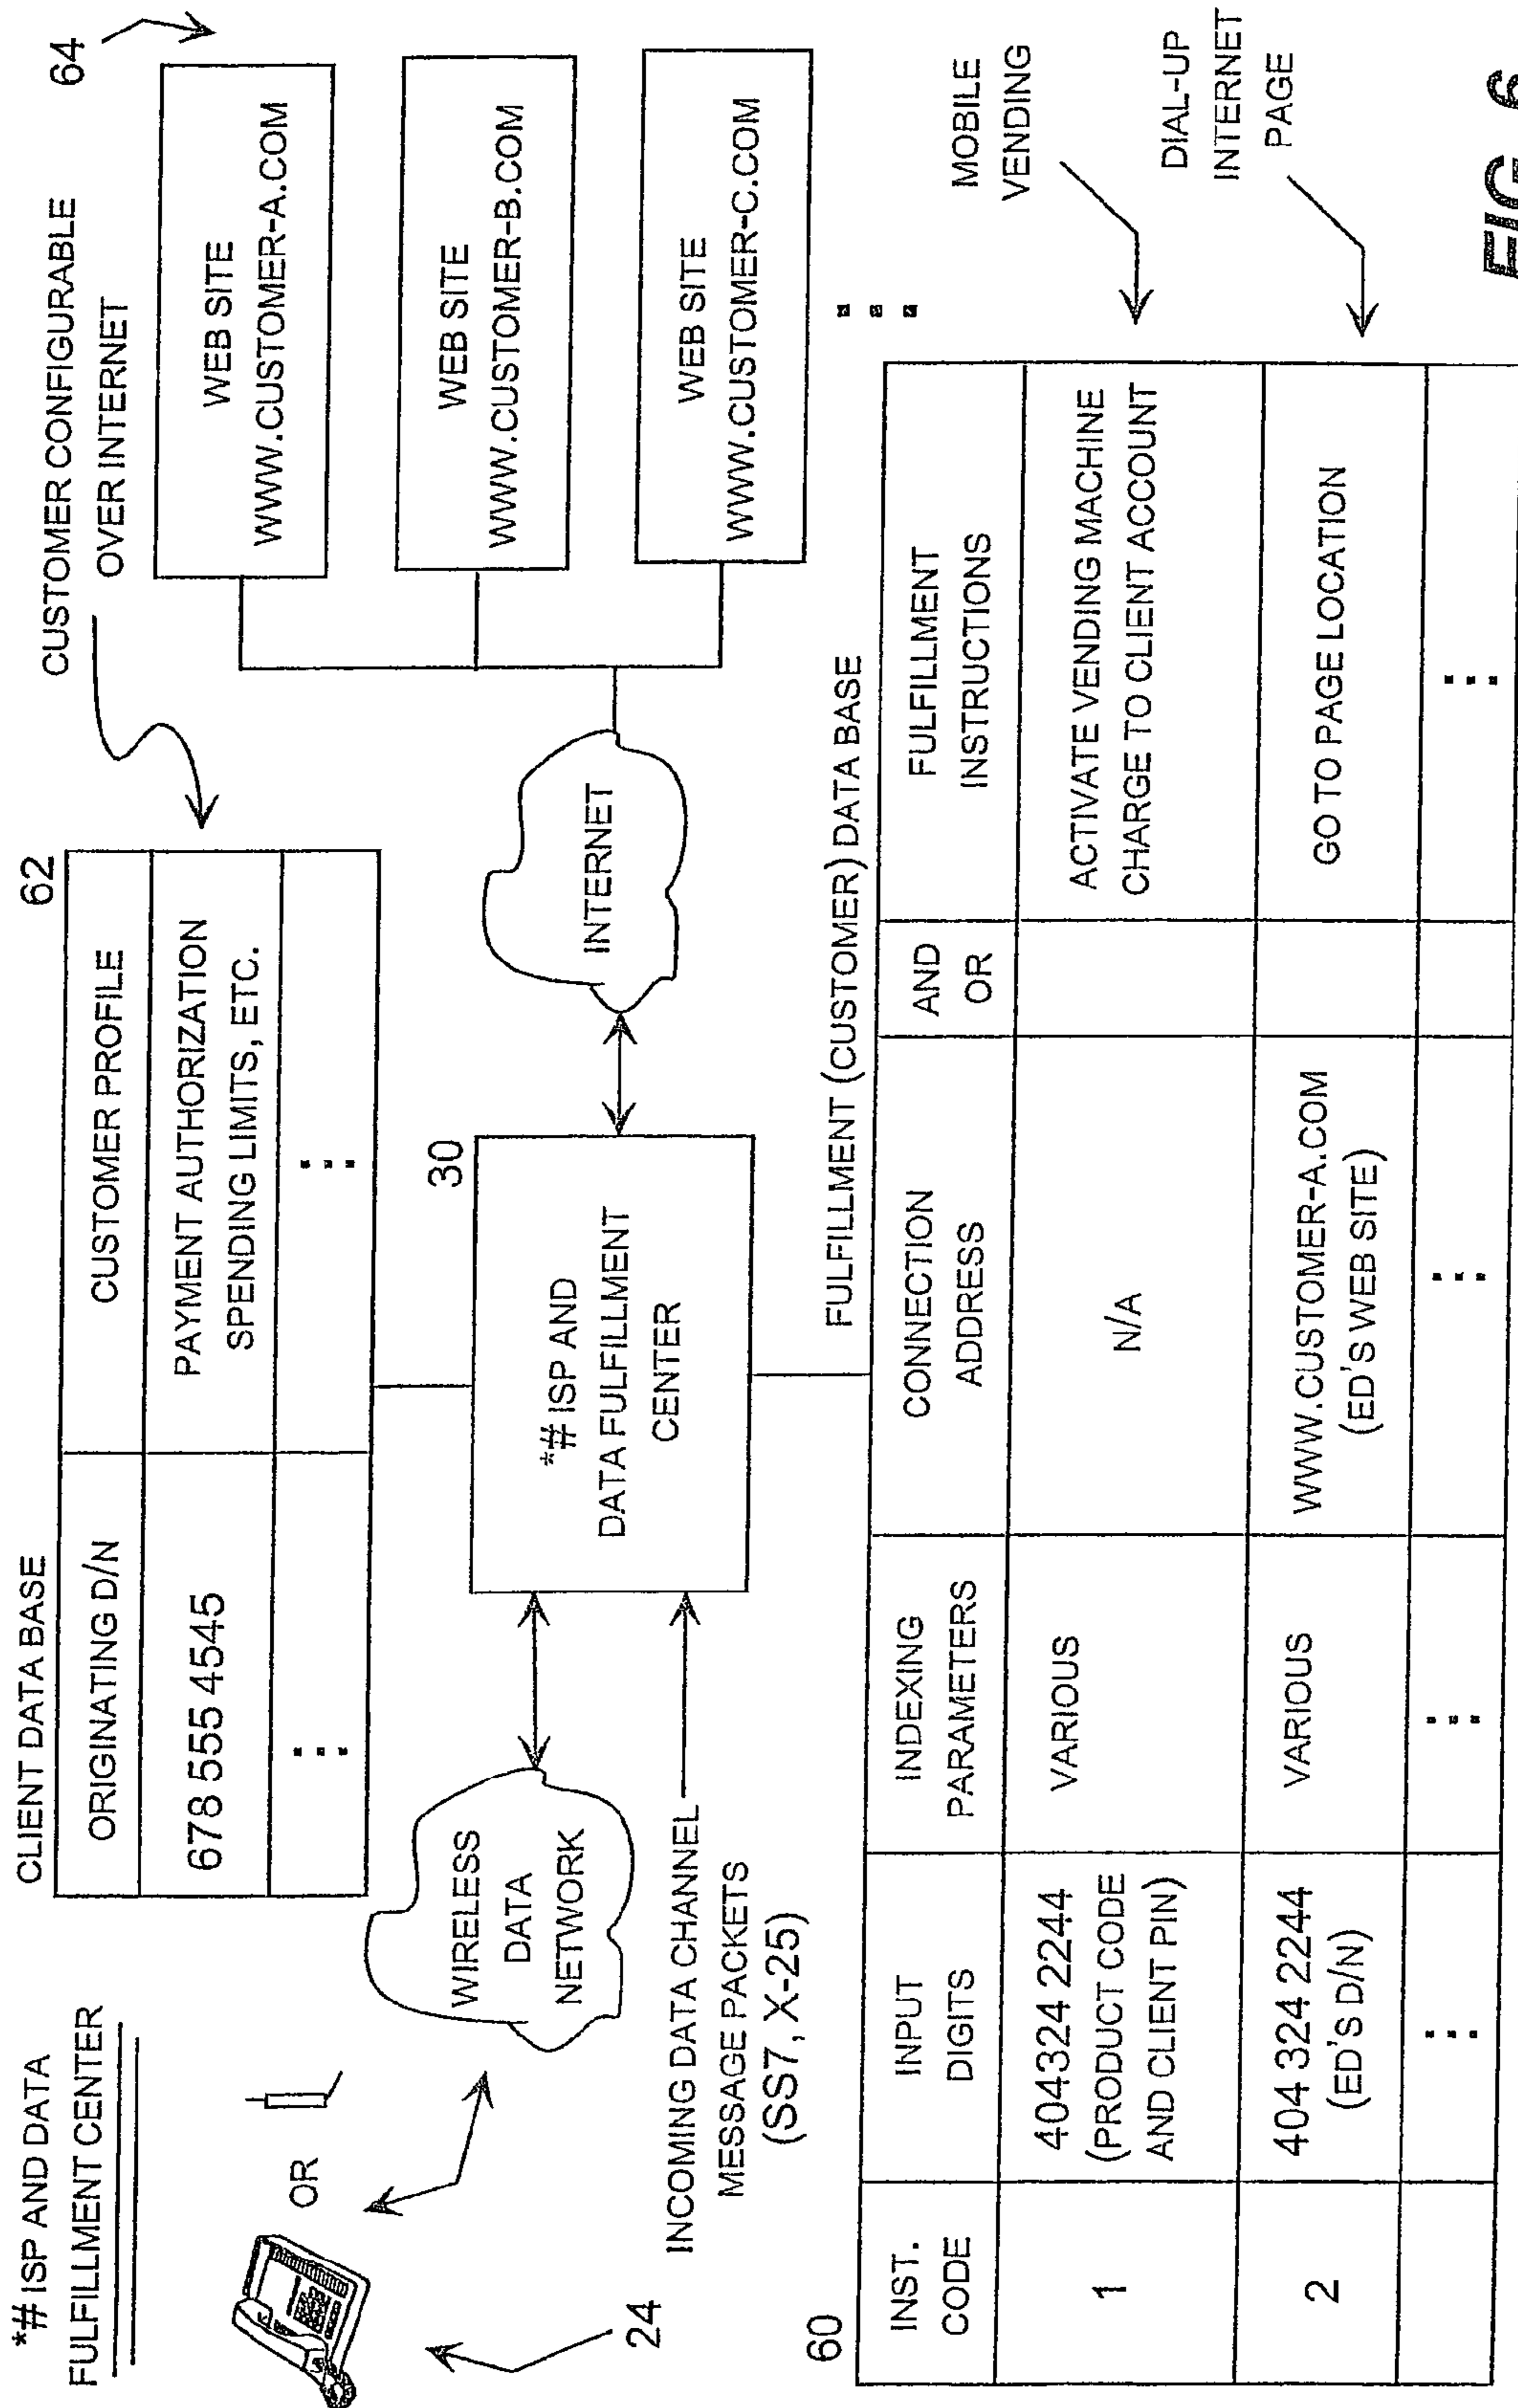 *# ISP AND DATA
FULFILLMENT CENTER
OR
24
CLIENT DATA BASE
62
ORIGINATING D/N
CUSTOMER PROFILE
678 555 4545
PAYMENT AUTHORIZATION
SPENDING LIMITS, ETC.
CUSTOMER CONFIGURABLE
OVER INTERNET
64
WEB SITE
WWW.CUSTOMER-A.COM
WEB SITE
WWW.CUSTOMER-B.COM
WEB SITE
WWW.CUSTOMER-C.COM
WIRELESS
DATA
NETWORK
30
*# ISP AND
DATA FULFILLMENT
CENTER
INTERNET
INCOMING DATA CHANNEL
MESSAGE PACKETS
(SS7, X-25)
60
FULFILLMENT (CUSTOMER) DATA BASE
INST.
CODE
INPUT
DIGITS
INDEXING
PARAMETERS
CONNECTION
ADDRESS
AND
OR
FULFILLMENT
INSTRUCTIONS
1
404324 2244
(PRODUCT CODE
AND CLIENT PIN)
VARIOUS
N/A
ACTIVATE VENDING MACHINE
CHARGE TO CLIENT ACCOUNT
2
404 324 2244
(ED'S D/N)
VARIOUS
WWW.CUSTOMER-A.COM
(ED'S WEB SITE)
GO TO PAGE LOCATION
MOBILE
VENDING
DIAL-UP
INTERNET
PAGE
FIG. 6